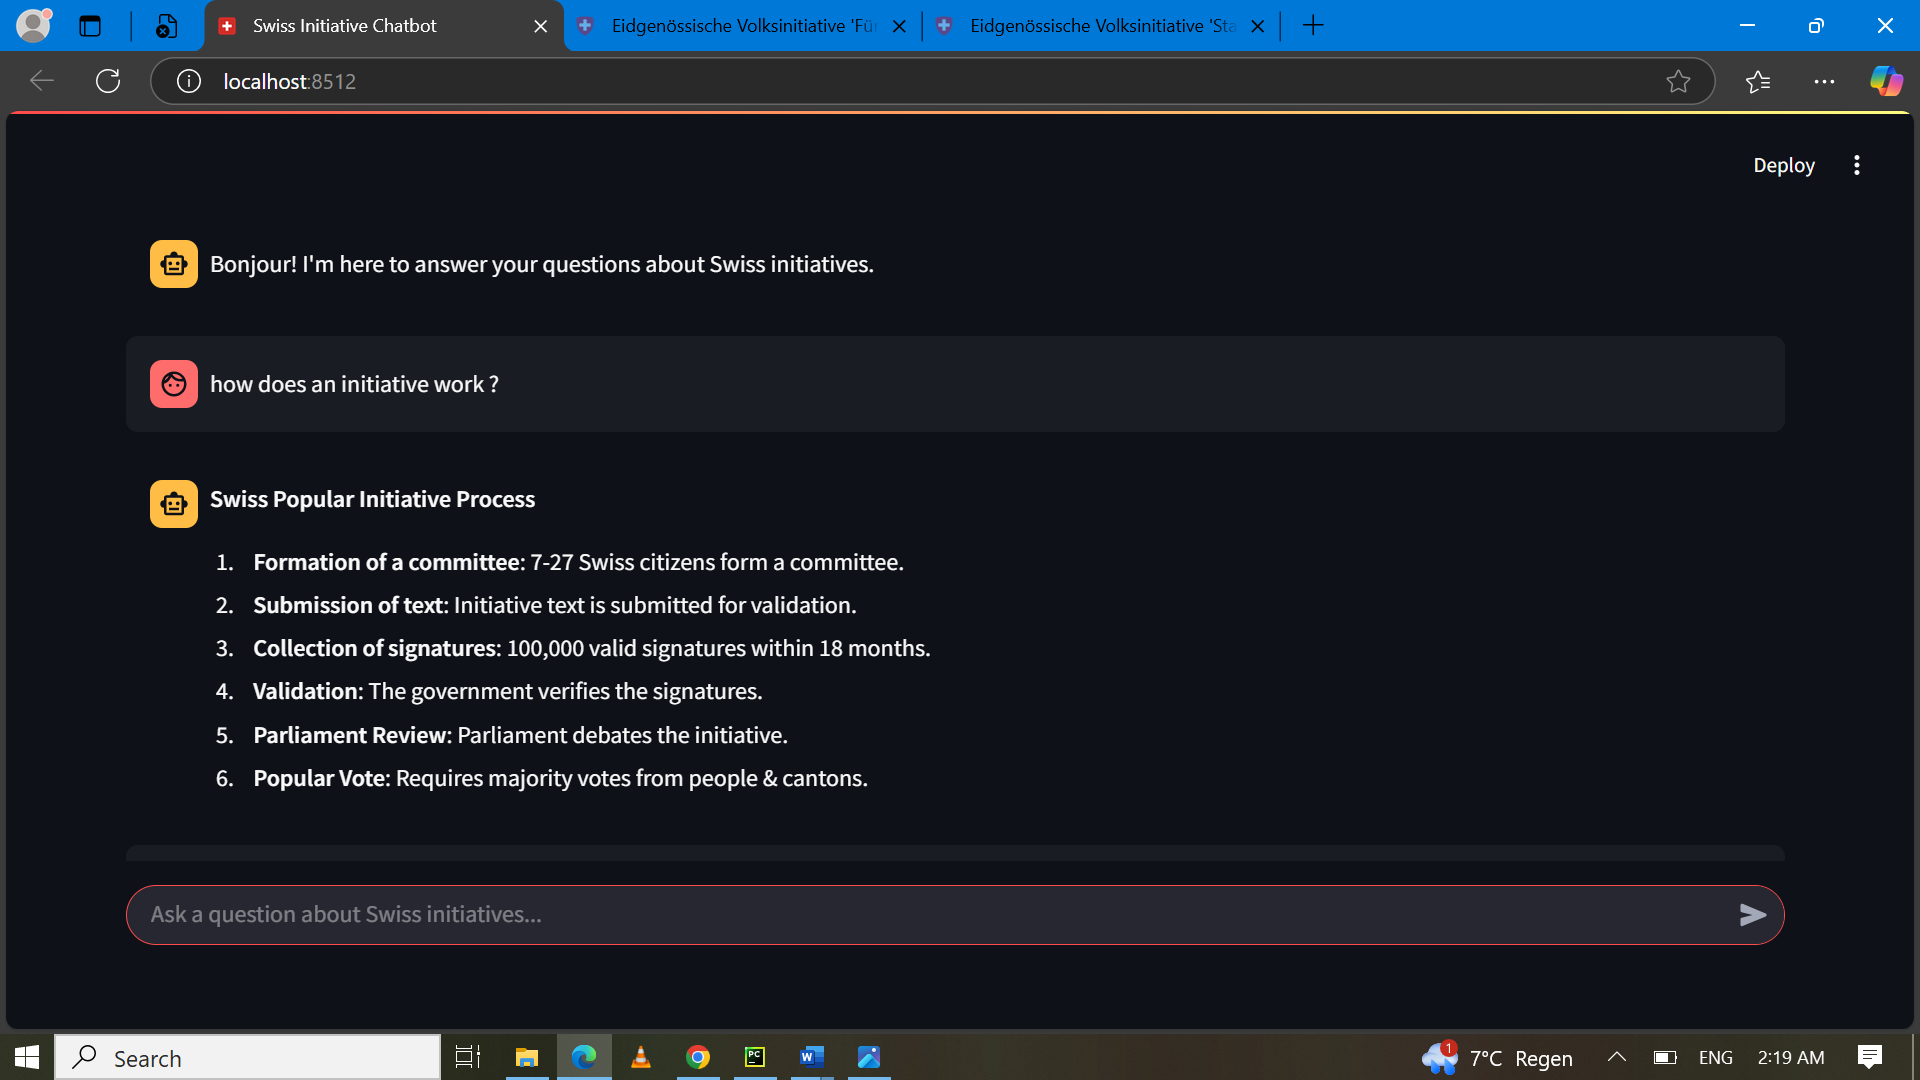 Swiss Initiative Chatbot
Eidgenössische Volksinitiative 'Für
Eidgenössische Volksinitiative 'Sta
localhost:8512
Deploy
Bonjour! I'm here to answer your questions about Swiss initiatives.
how does an initiative work ?
Swiss Popular Initiative Process
1. Formation of a committee: 7-27 Swiss citizens form a committee.
2. Submission of text: Initiative text is submitted for validation.
3. Collection of signatures: 100,000 valid signatures within 18 months.
4. Validation: The government verifies the signatures.
5. Parliament Review: Parliament debates the initiative.
6. Popular Vote: Requires majority votes from people & cantons.
Ask a question about Swiss initiatives...
Search
PC
W
1
7°C Regen
ENG
2:19 AM